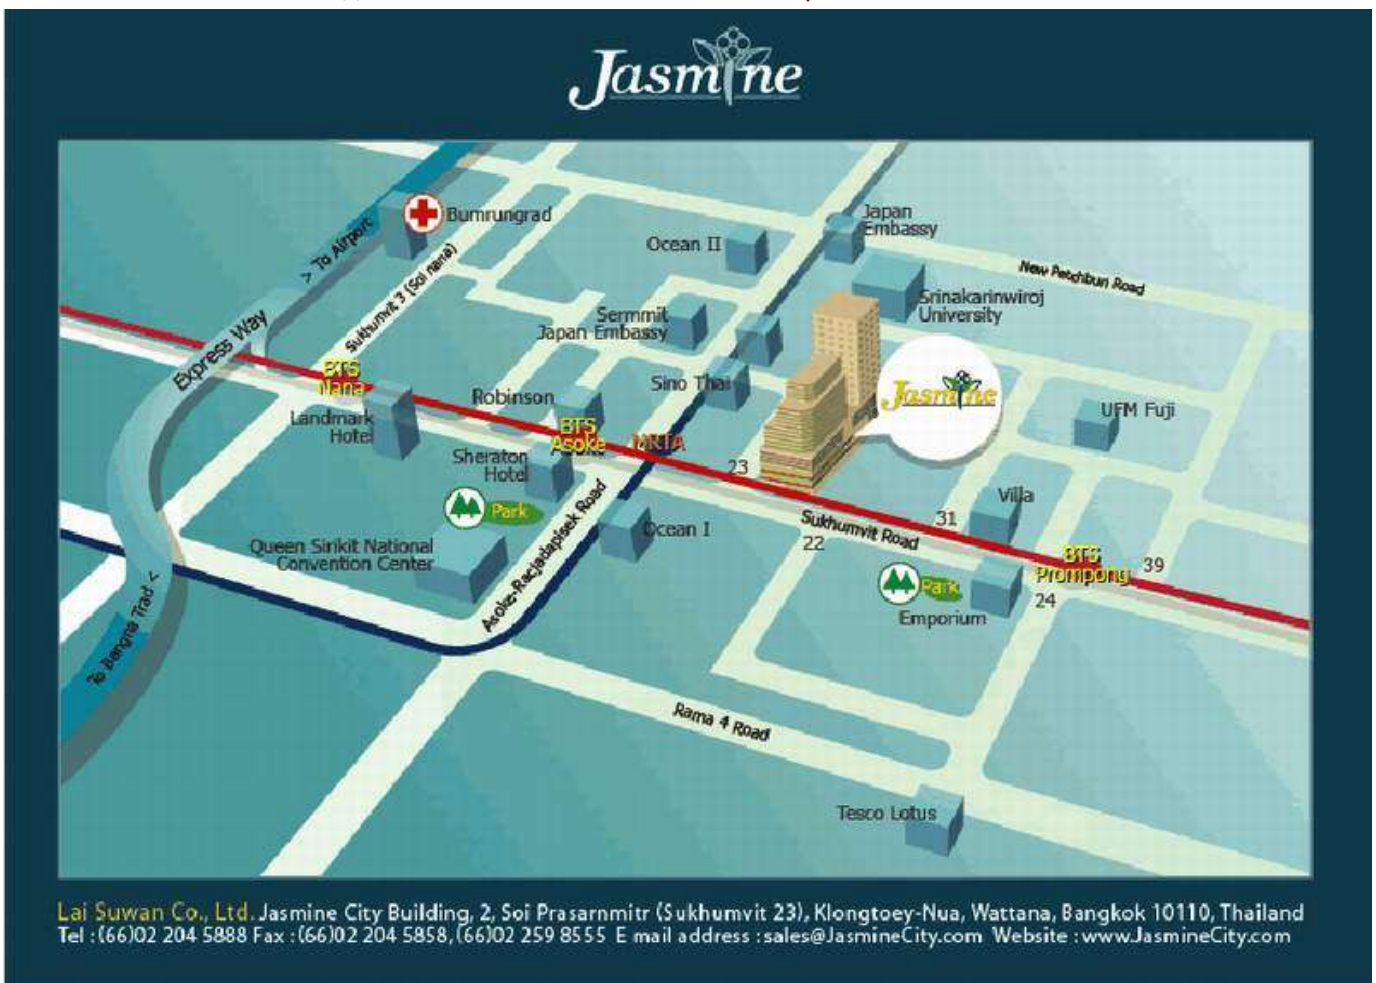 Jasmine
Bumrungrad
> To Airport
Sukhumvit 3 (Soi nana)
Express Way
Ocean II
Japan
Embassy
New Petchburi Road
Srinakarinwiroj
University
Sermmit
Japan Embassy
BTS
Nana
Robinson
Sino Thai
Jasmine
UFM Fuji
Landmark
Hotel
BTS
Asoke
MRTA
Sheraton
Hotel
23
Villa
Park
31
Sukhumvit Road
22
Ocean I
Asoke-Racjadapisek Road
Queen Sirikit National
Convention Center
BTS
Prompong
39
Park
24
Emporium
To Bangna Trad <
Rama 4 Road
Tesco Lotus
Lai Suwan Co., Ltd. Jasmine City Building, 2, Soi Prasarnmitr (Sukhumvit 23), Klongtoey-Nua, Wattana, Bangkok 10110, Thailand
Tel :(66)02 204 5888 Fax :(66)02 204 5858, (66)02 259 8555 E mail address :sales@JasmineCity.com Website :www.JasmineCity.com